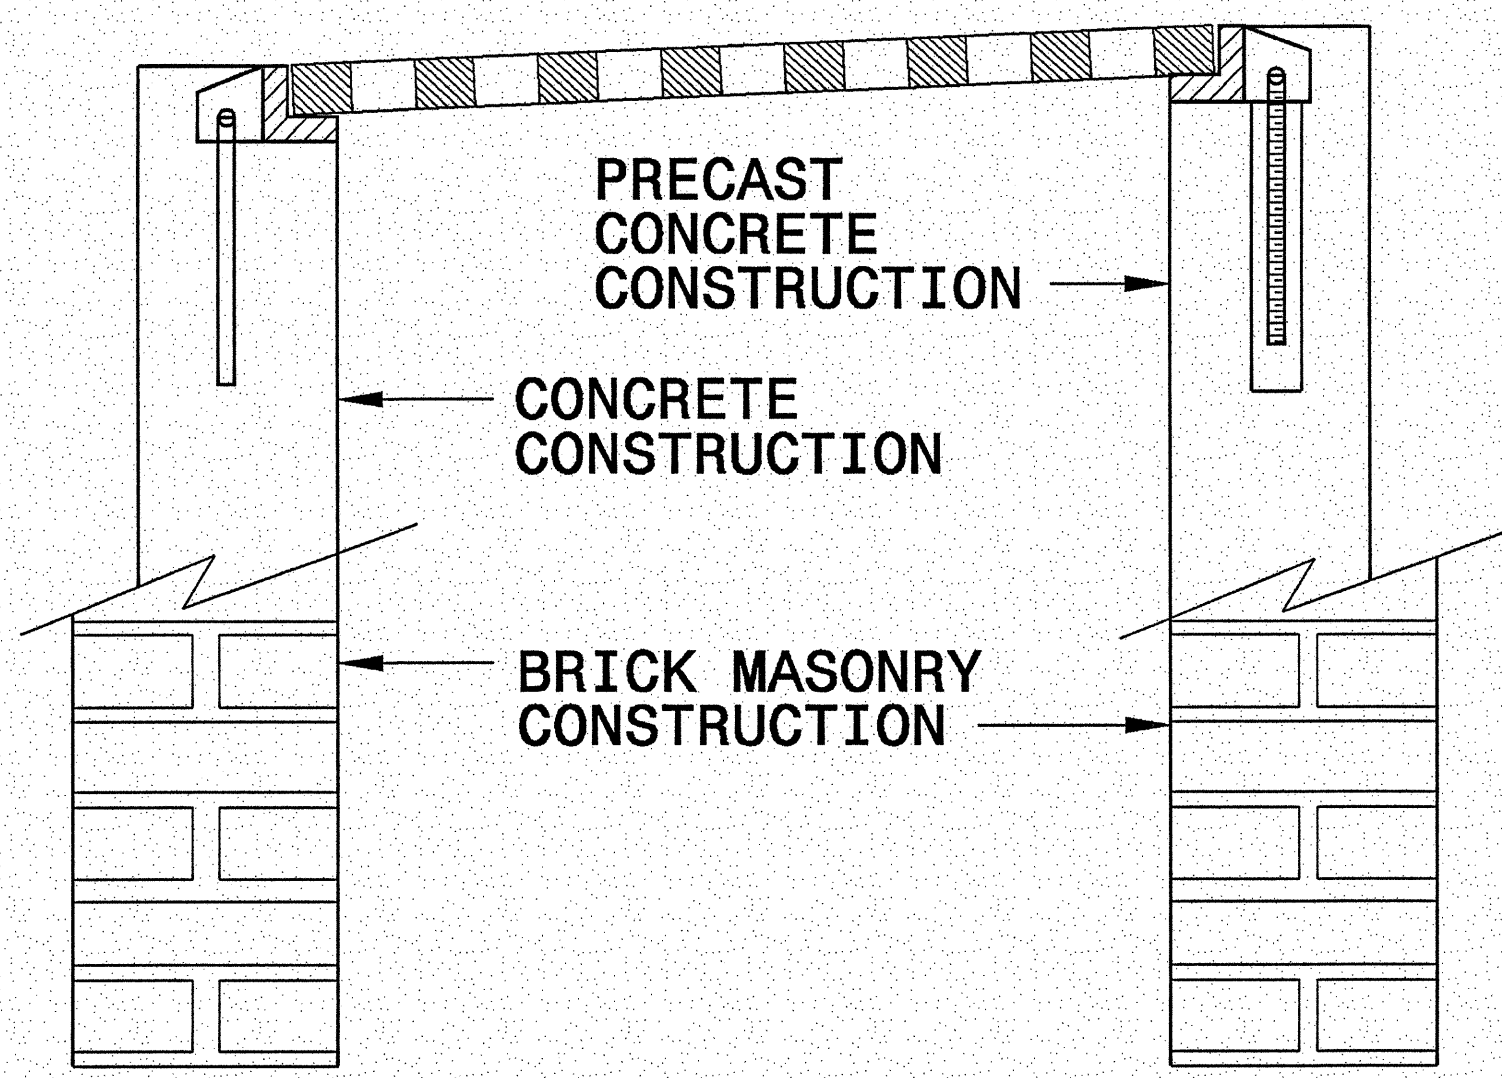 PRECAST
CONCRETE
CONSTRUCTION
CONCRETE
CONSTRUCTION
BRICK MASONRY
CONSTRUCTION